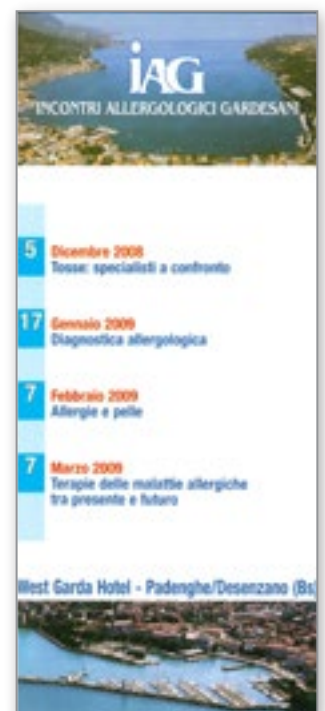 iAG
INCONTRI ALLERGOLOGICI GARDESANI
5 Dicembre 2008
Tosse: specialisti a confronto
17 Gennaio 2009
Diagnostica allergologica
7 Febbraio 2009
Allergie e pelle
7 Marzo 2009
Terapie delle malattie allergiche
tra presente e futuro
West Garda Hotel - Padenghe/Desenzano (Bs)